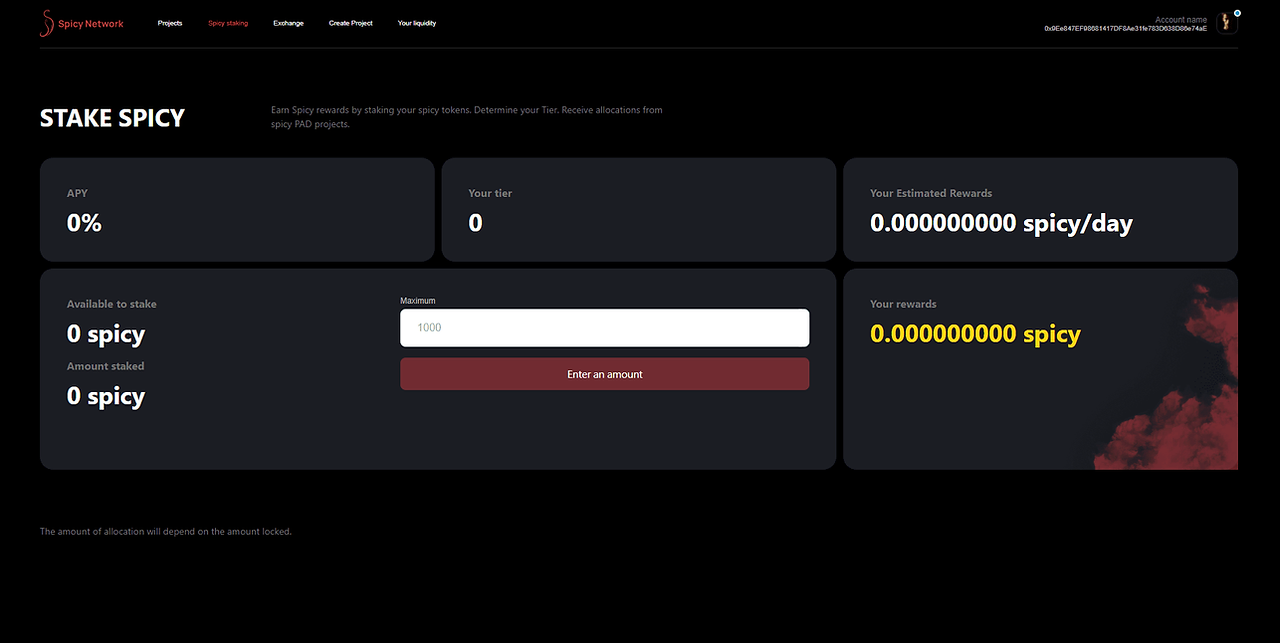 Spicy Network
Projects
Spicy staking
Exchange
Create Project
Your liquidity
Account name
0x9Ee847EF98681417DF8Ae31fe783D638D86e74aE
STAKE SPICY
Earn Spicy rewards by staking your spicy tokens. Determine your Tier. Receive allocations from
spicy PAD projects.
APY
0%
Your tier
0
Your Estimated Rewards
0.000000000 spicy/day
Available to stake
0 spicy
Amount staked
0 spicy
Maximum
1000
Enter an amount
Your rewards
0.000000000 spicy
The amount of allocation will depend on the amount locked.